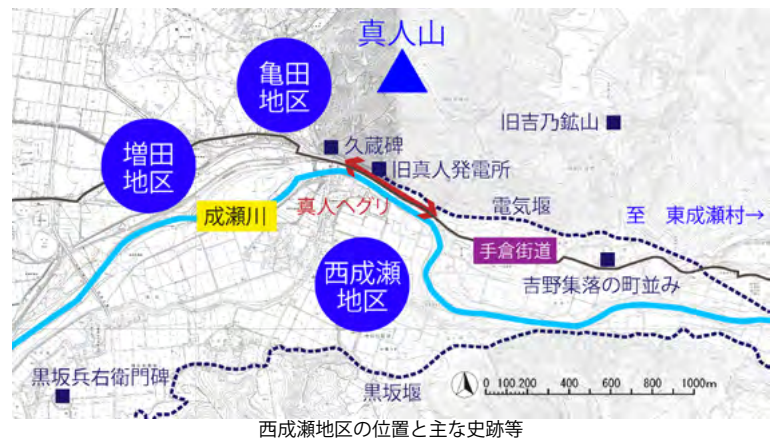 真人山
亀田
地区
旧吉乃鉱山
久蔵碑
増田
地区
旧真人発電所
真人ヘグリ
電気堰
成瀬川
至 東成瀬村→
手倉街道
西成瀬
地区
吉野集落の町並み
黒坂兵右衛門碑
黒坂堰
0 100 200 400 600 800 1000m
西成瀬地区の位置と主な史跡等